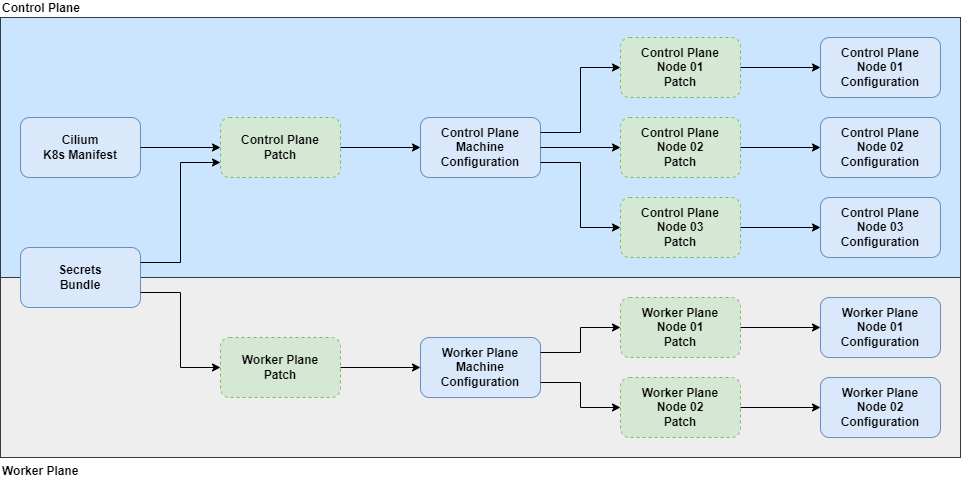 Control Plane
Cilium
K8s Manifest
Secrets
Bundle
Control Plane
Patch
Control Plane
Machine
Configuration
Control Plane
Node 01
Patch
Control Plane
Node 01
Configuration
Control Plane
Node 02
Patch
Control Plane
Node 02
Configuration
Control Plane
Node 03
Patch
Control Plane
Node 03
Configuration
Worker Plane
Patch
Worker Plane
Machine
Configuration
Worker Plane
Node 01
Patch
Worker Plane
Node 01
Configuration
Worker Plane
Node 02
Patch
Worker Plane
Node 02
Configuration
Worker Plane